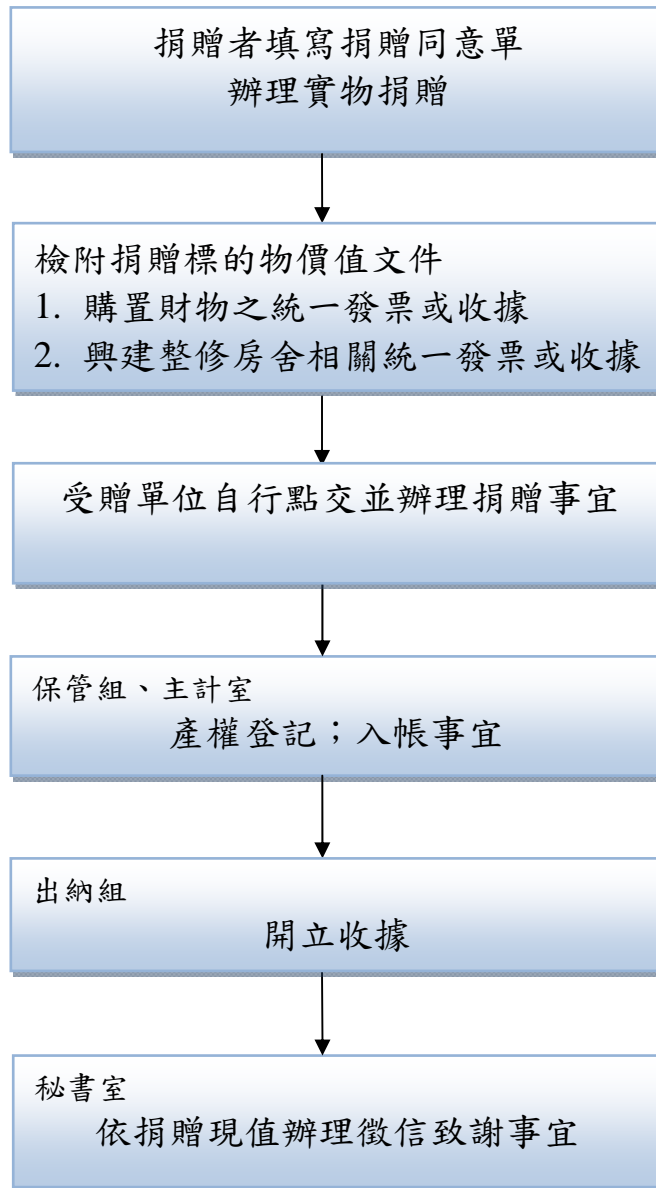 捐贈者填寫捐贈同意單
辦理實物捐贈
檢附捐贈標的物價值文件
1. 購置財物之統一發票或收據
2. 興建整修房舍相關統一發票或收據
受贈單位自行點交並辦理捐贈事宜
保管組、主計室
產權登記；入帳事宜
出納組
開立收據
秘書室
依捐贈現值辦理徵信致謝事宜